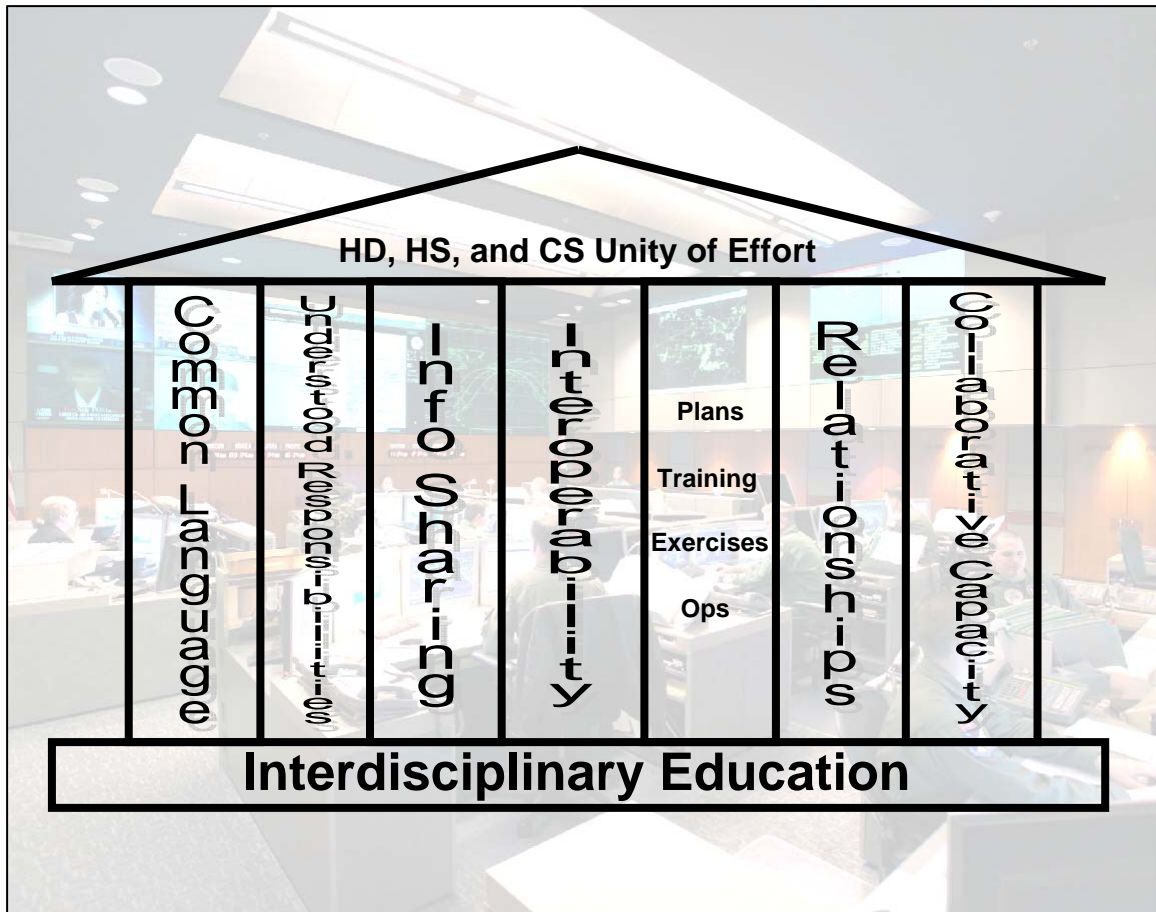 HD, HS, and CS Unity of Effort
Common Language
Understood Responsibilities
Info Sharing
Interoperability
Plans
Training
Exercises
Ops
Relationships
Collaborative Capacity
Interdisciplinary Education